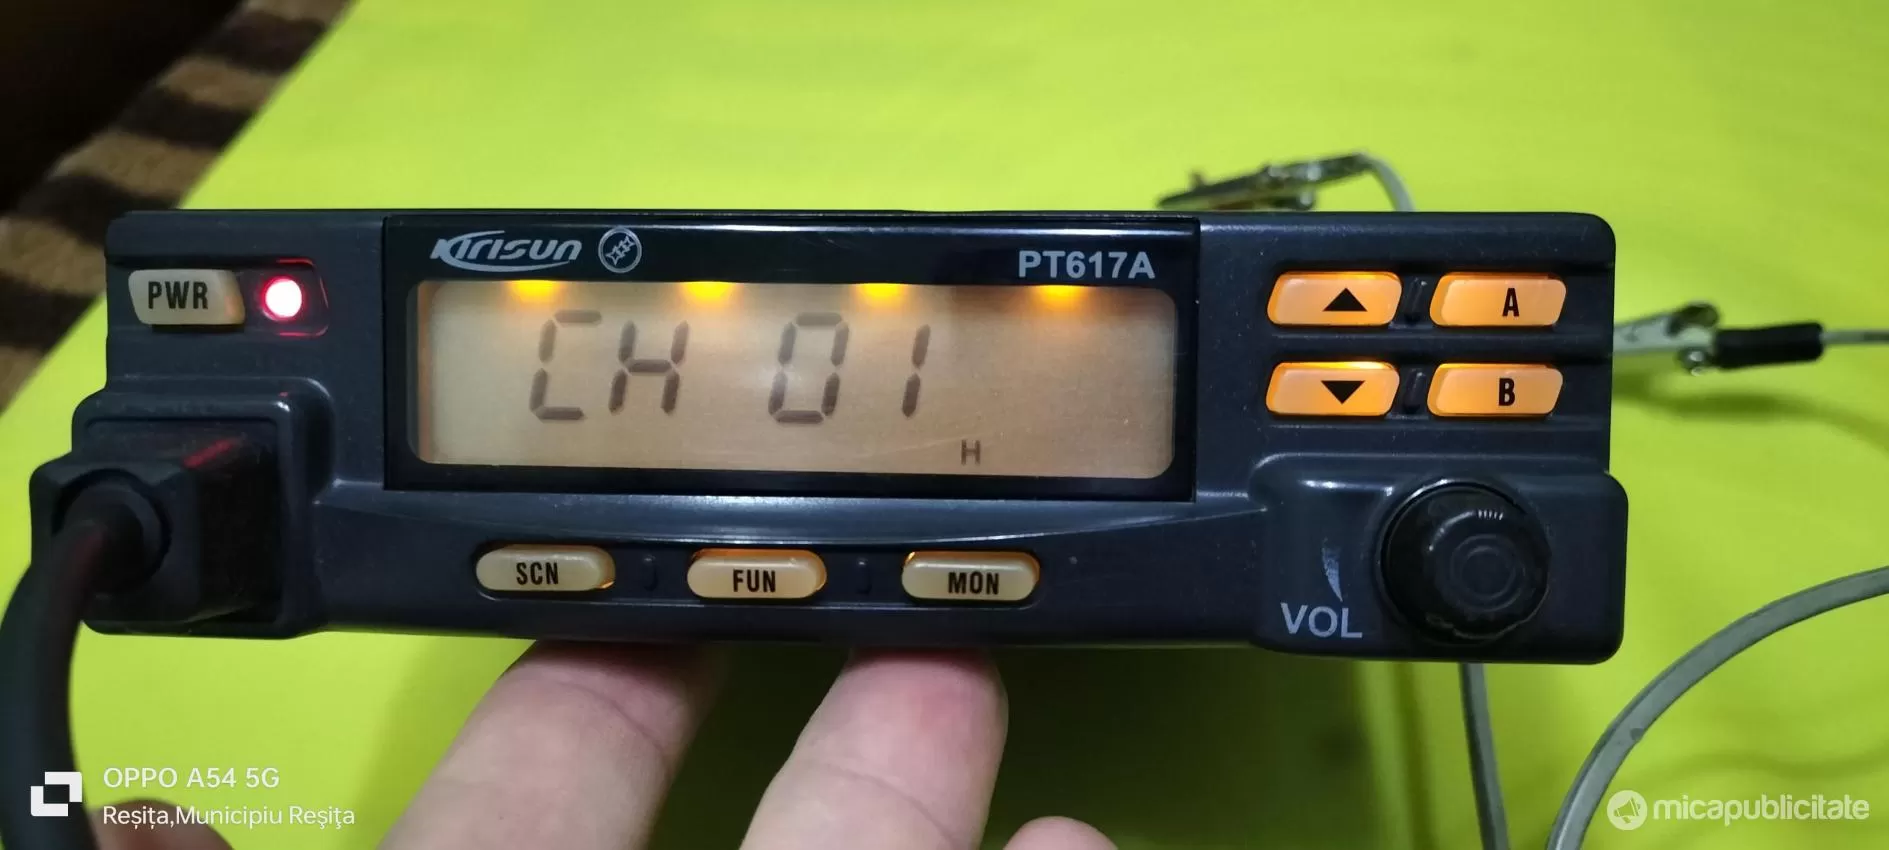 KIRISUN
PT617A
PWR
CH 01
H
▲
A
▼
B
SCN
FUN
MON
VOL
OPPO A54 5G
Reșița,Municipiu Reşiţa
micapublicitate